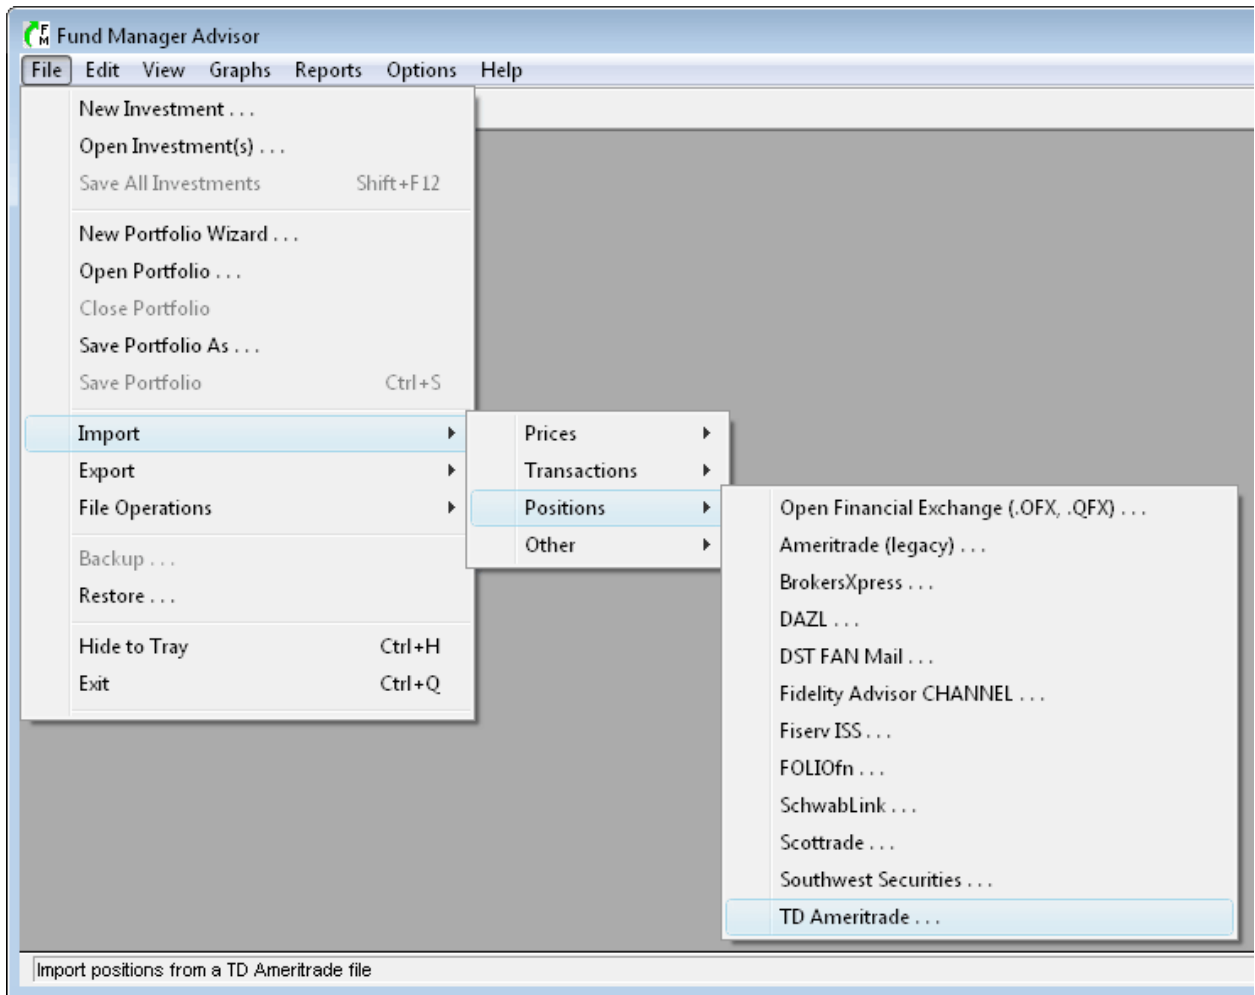 FM Fund Manager Advisor
File Edit View Graphs Reports Options Help
New Investment . . .
Open Investment(s) . . .
Save All Investments Shift+F12
New Portfolio Wizard . . .
Open Portfolio . . .
Close Portfolio
Save Portfolio As . . .
Save Portfolio Ctrl+S
Import
Export
File Operations
Backup . . .
Restore . . .
Hide to Tray Ctrl+H
Exit Ctrl+Q
Prices
Transactions
Positions
Other
Open Financial Exchange (.OFX, .QFX) . . .
Ameritrade (legacy) . . .
BrokersXpress . . .
DAZL . . .
DST FAN Mail . . .
Fidelity Advisor CHANNEL . . .
Fiserv ISS . . .
FOLIOfn . . .
SchwabLink . . .
Scottrade . . .
Southwest Securities . . .
TD Ameritrade . . .
Import positions from a TD Ameritrade file